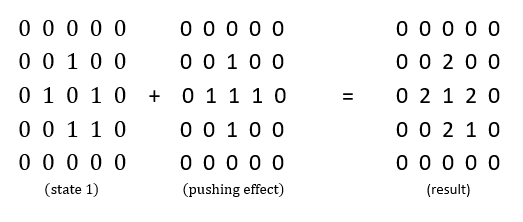 0 0 0 0 0 0 0 0 0 0 0 0 0 0 0
0 0 1 0 0 0 0 1 0 0 0 0 2 0 0
0 1 0 1 0 + 0 1 1 1 0 = 0 2 1 2 0
0 0 1 1 0 0 0 1 0 0 0 0 2 1 0
0 0 0 0 0 0 0 0 0 0 0 0 0 0 0
(state 1) (pushing effect) (result)